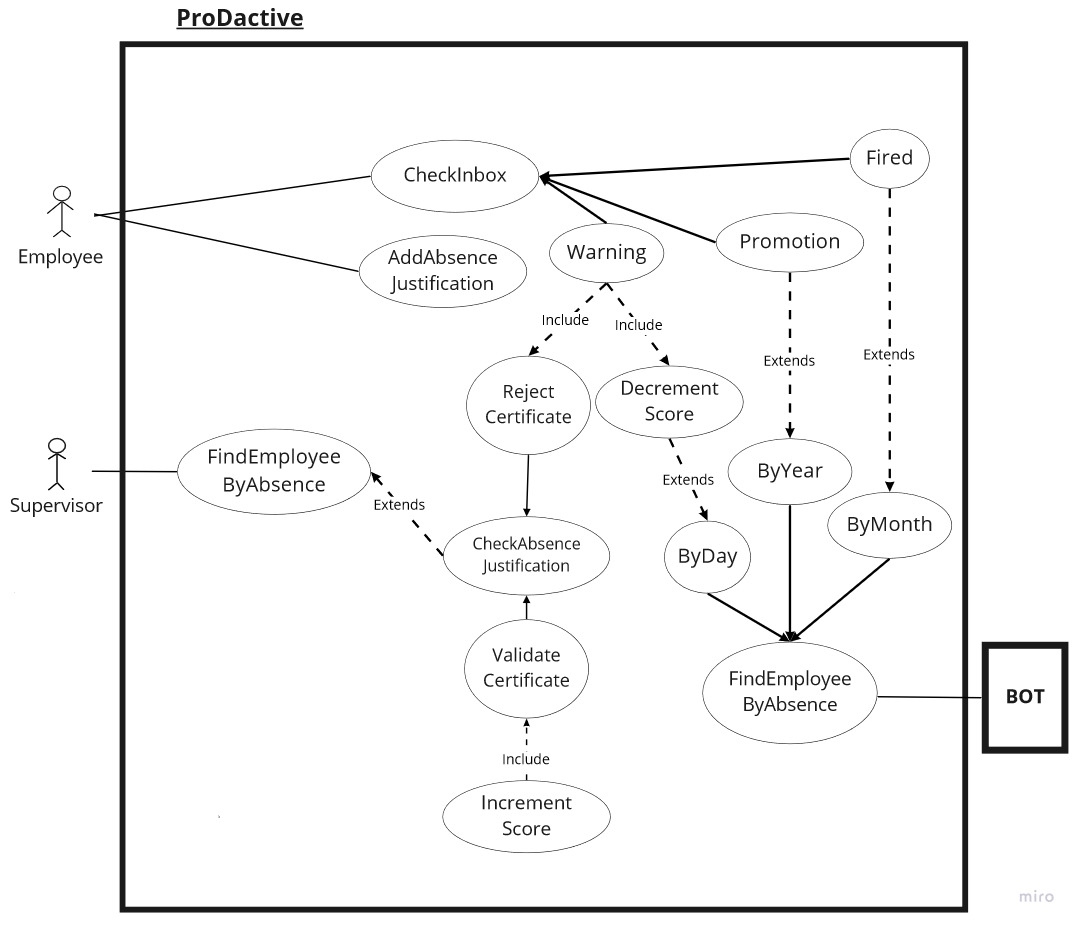 ProDactive
Fired
CheckInbox
Promotion
Warning
Employee
AddAbsence
Justification
Include
Include
Extends
Extends
Reject
Certificate
Decrement
Score
FindEmployee
ByAbsence
ByYear
Extends
Supervisor
Extends
ByMonth
CheckAbsence
Justification
ByDay
Validate
Certificate
FindEmployee
ByAbsence
BOT
Include
Increment
Score
miro